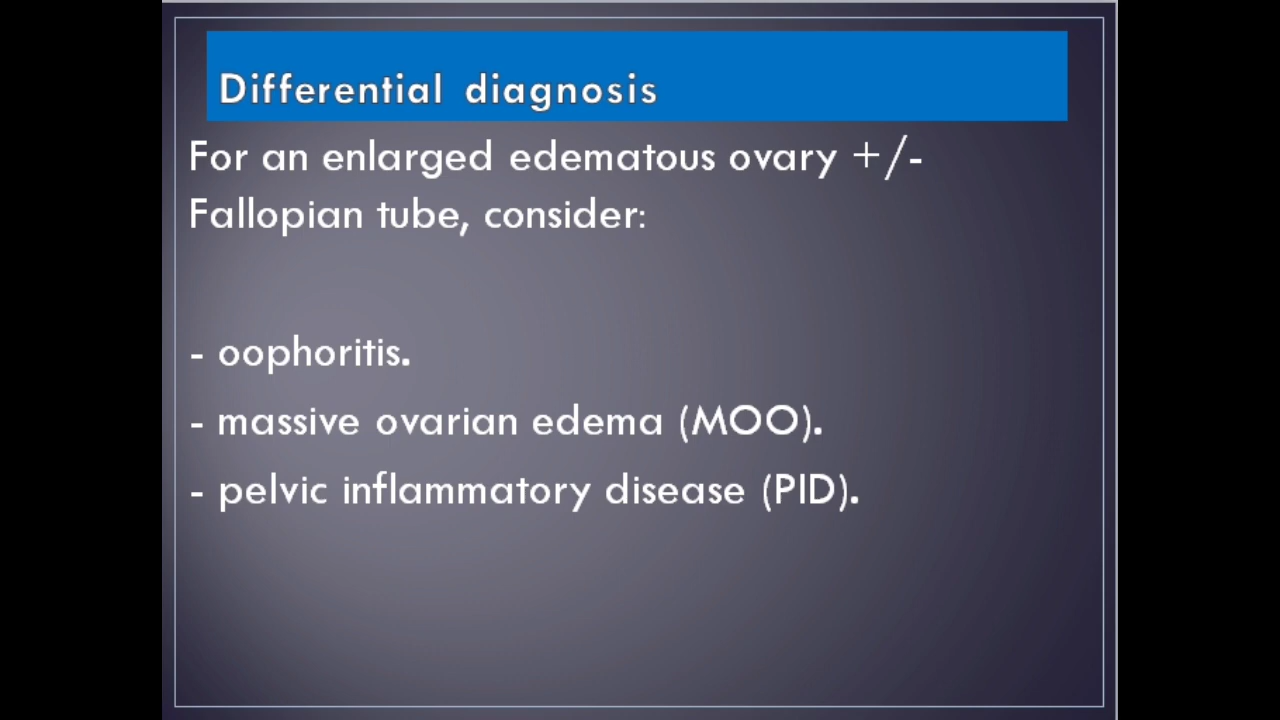 Differential diagnosis
For an enlarged edematous ovary +/-
Fallopian tube, consider:
- oophoritis.
- massive ovarian edema (MOO).
- pelvic inflammatory disease (PID).